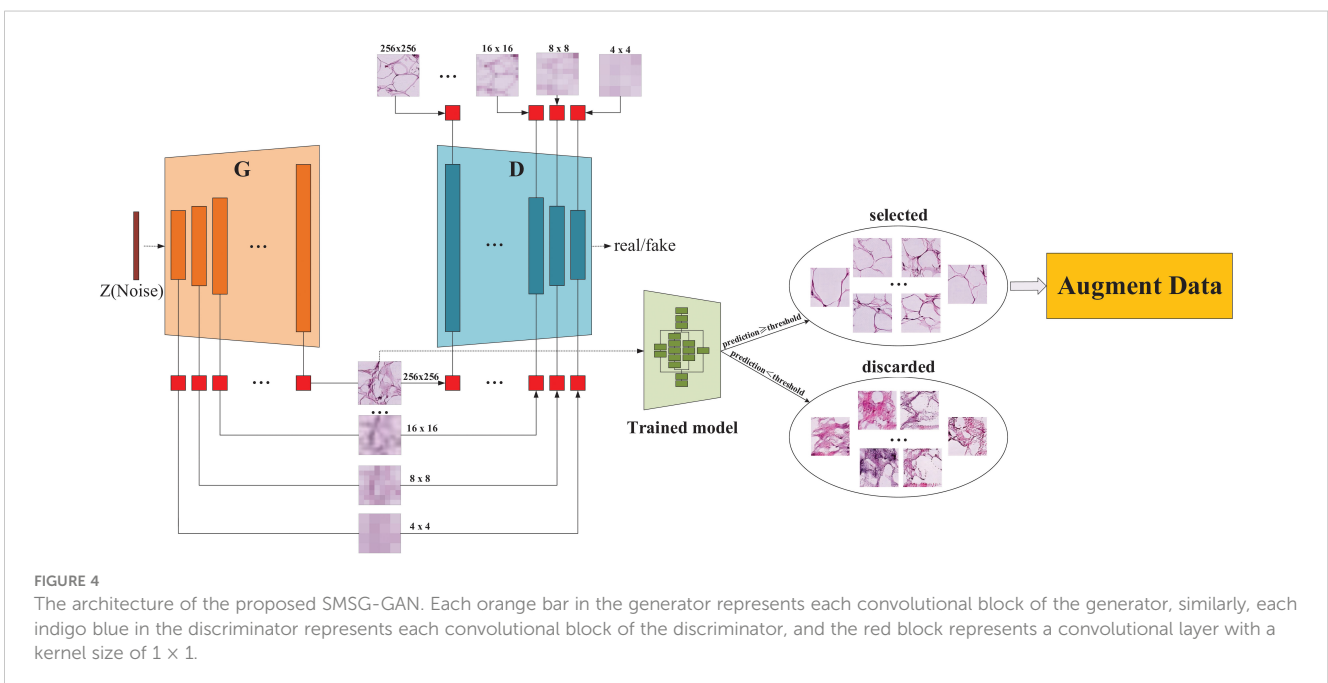 256x256
...
16 x 16
8 x 8
4 x 4
G
...
Z(Noise)
D
...
real/fake
...
256x256
...
...
16 x 16
8 x 8
4 x 4
Trained model
prediction≥threshold
prediction<threshold
selected
...
discarded
...
Augment Data
FIGURE 4
The architecture of the proposed SMSG-GAN. Each orange bar in the generator represents each convolutional block of the generator, similarly, each
indigo blue in the discriminator represents each convolutional block of the discriminator, and the red block represents a convolutional layer with a
kernel size of 1 × 1.